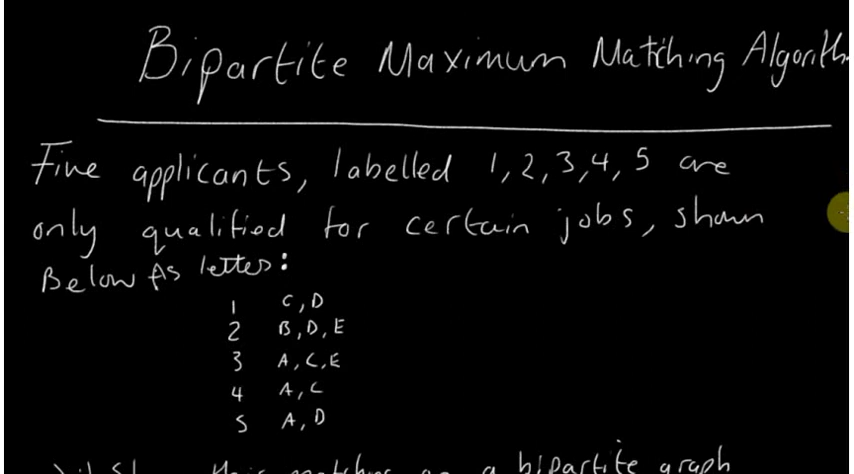 Bipartite Maximum Matching Algorith
Five applicants, labelled 1,2,3,4,5 are
only qualified for certain jobs, shown
Below As letter:
1 C,D
2 B,D,E
3 A,C,E
4 A,C
5 A,D
a bipartite graph